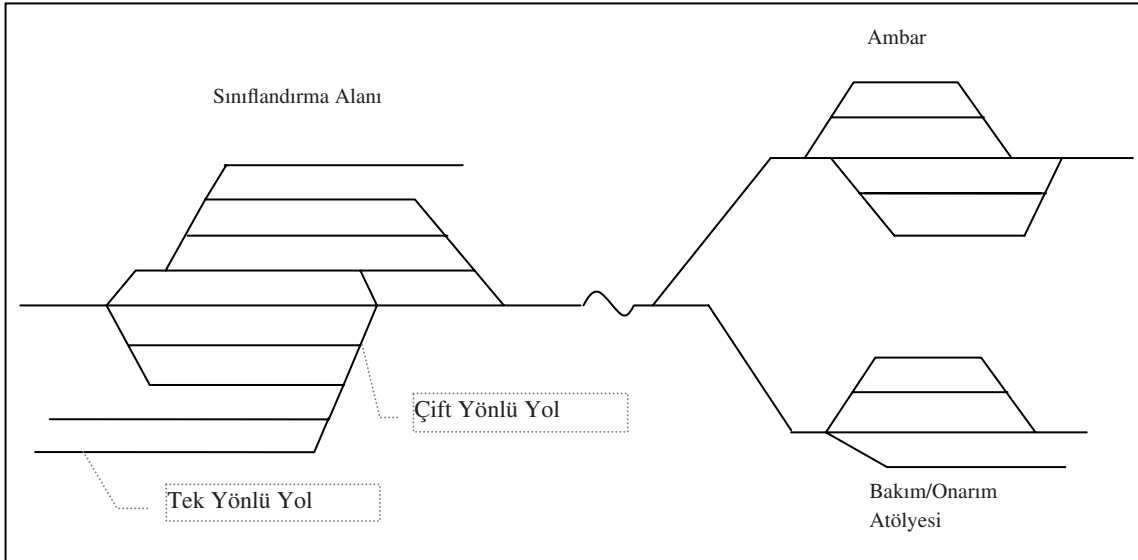 Ambar
Sınıflandırma Alanı
Çift Yönlü Yol
Tek Yönlü Yol
Bakım/Onarım
Atölyesi